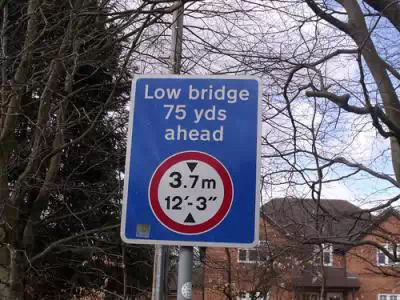 Low bridge
75 yds
ahead
3.7m
12'-3"